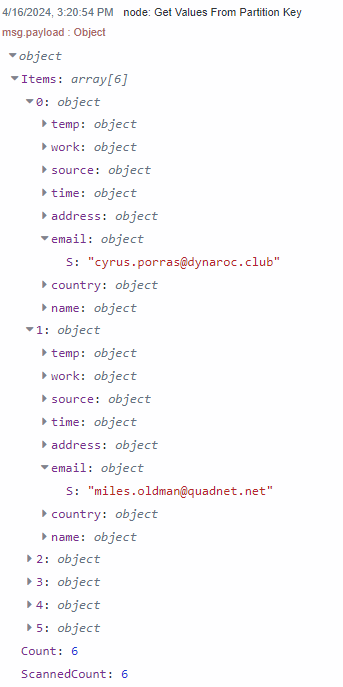 4/16/2024, 3:20:54 PM node: Get Values From Partition Key
msg.payload : Object
object
Items: array[6]
0: object
temp: object
work: object
source: object
time: object
address: object
email: object
S: "cyrus.porras@dynaroc.club"
country: object
name: object
1: object
temp: object
work: object
source: object
time: object
address: object
email: object
S: "miles.oldman@quadnet.net"
country: object
name: object
2: object
3: object
4: object
5: object
Count: 6
ScannedCount: 6